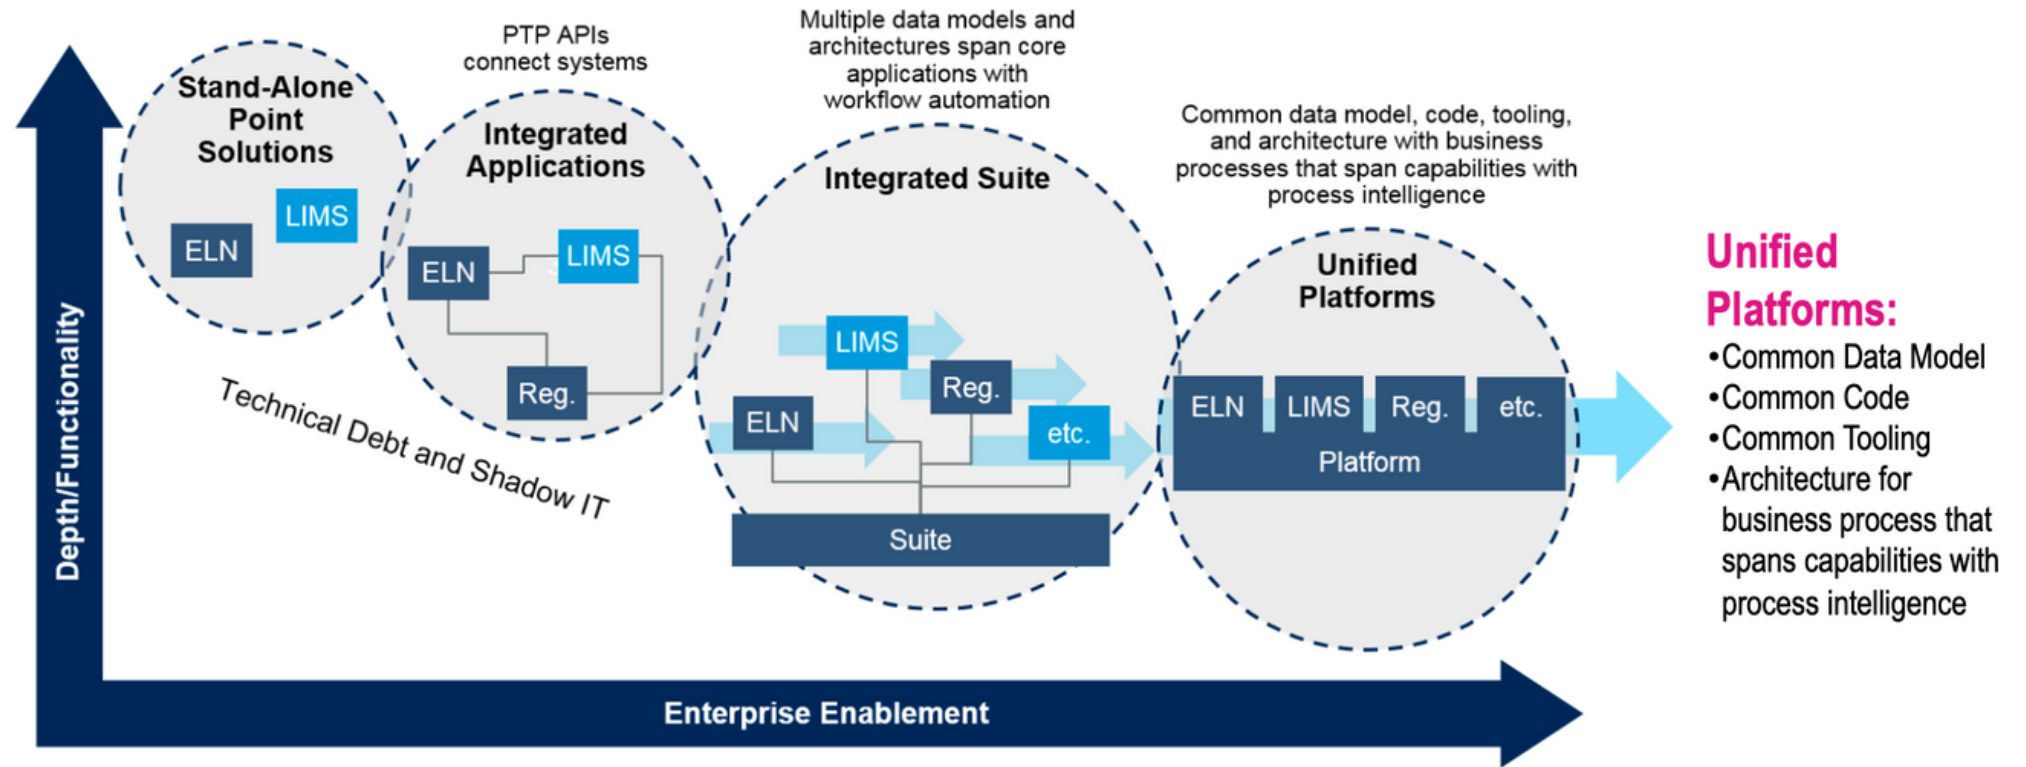 PTP APIs
connect systems
Multiple data models and
architectures span core
applications with
workflow automation
Common data model, code, tooling,
and architecture with business
processes that span capabilities with
process intelligence
Stand-Alone
Point
Solutions
LIMS
ELN
Integrated
Applications
LIMS
ELN
Reg.
Integrated Suite
LIMS
Reg.
ELN
etc.
Suite
Unified
Platforms
ELN
LIMS
Reg.
etc.
Platform
Technical Debt and Shadow IT
Depth/Functionality
Enterprise Enablement
Unified
Platforms:
•Common Data Model
•Common Code
•Common Tooling
•Architecture for
business process that
spans capabilities with
process intelligence